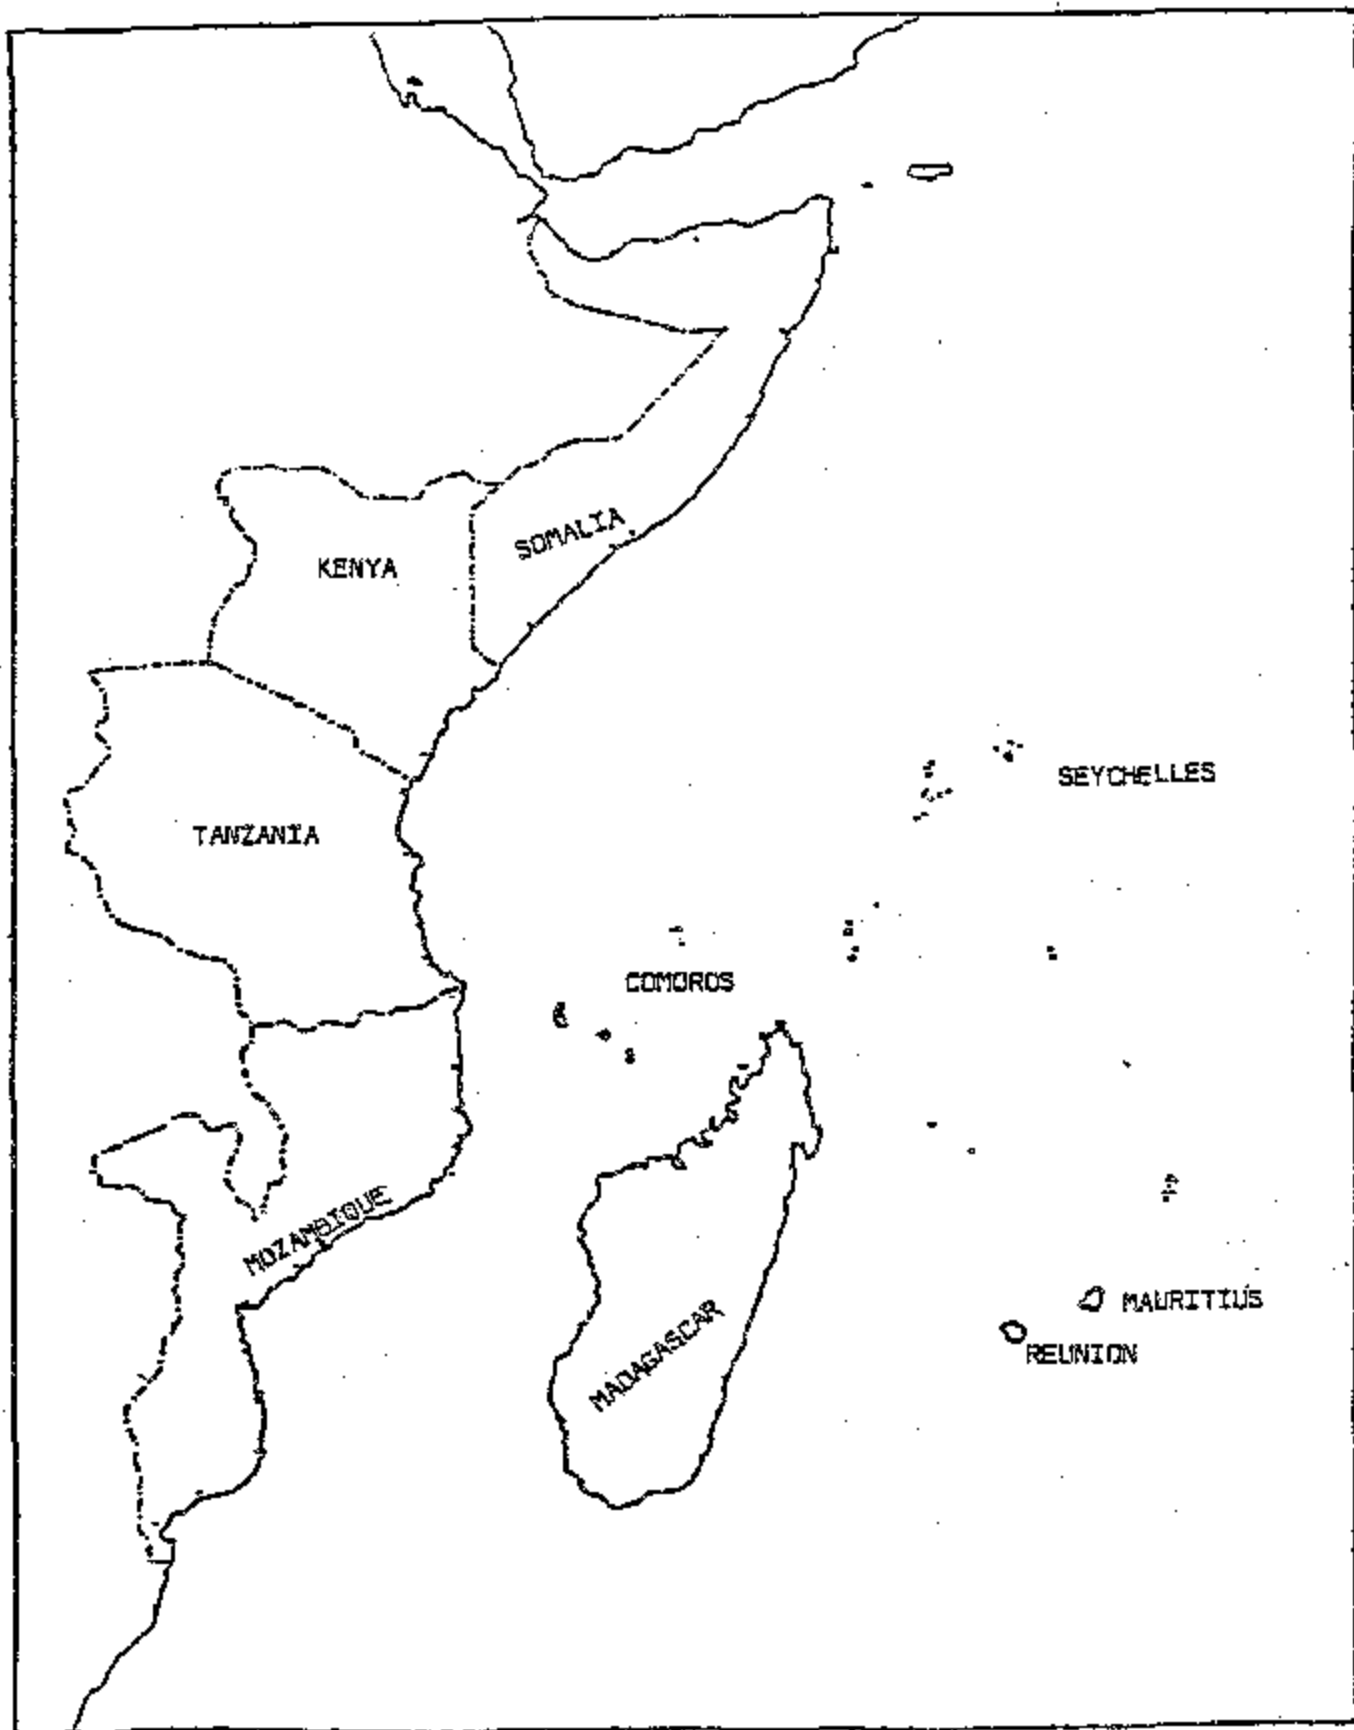 SOMALIA
KENYA
SEYCHELLES
TANZANIA
COMOROS
MOZAMBIQUE
MAURITIUS
REUNION
MADAGASCAR